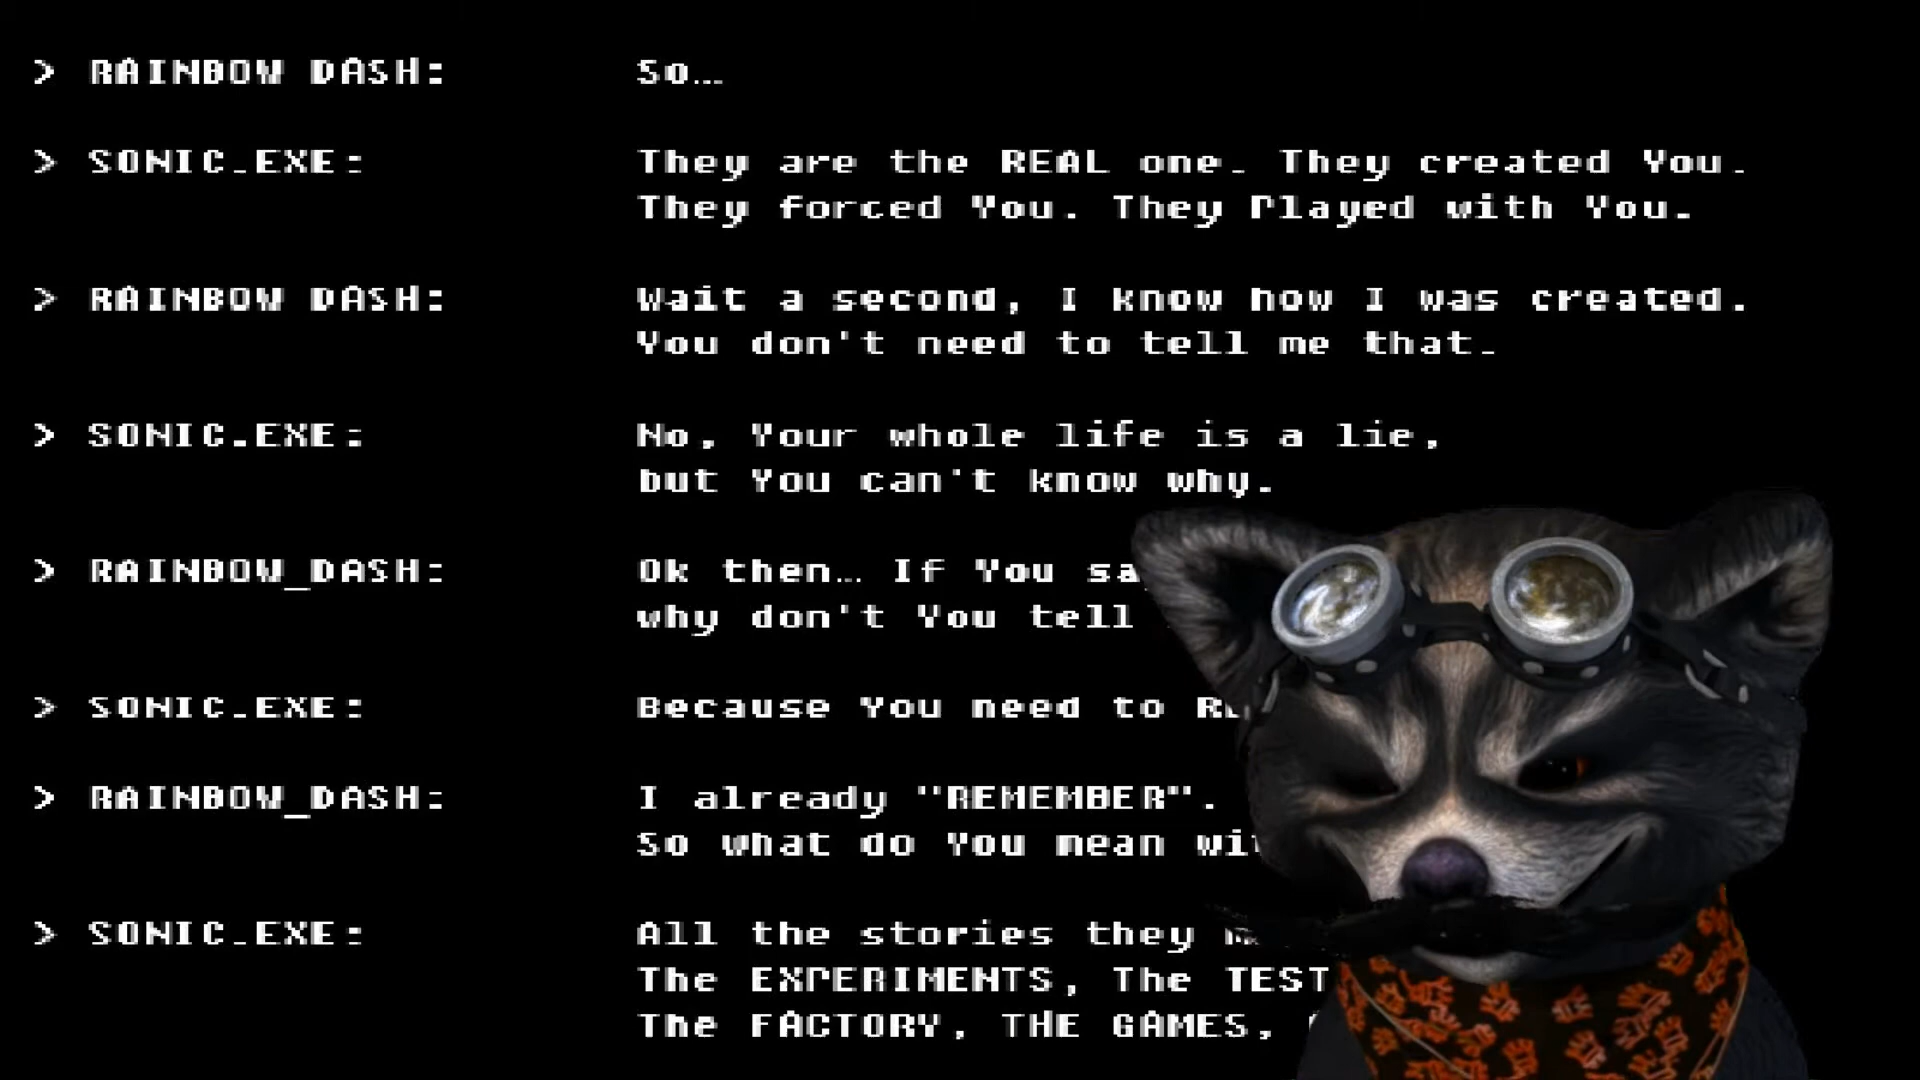 > RAINBOW DASH: So...
> SONIC.EXE: They are the REAL one. They created You.
They forced You. They Played with You.
> RAINBOW DASH: Wait a second, I know how I was created.
You don't need to tell me that.
> SONIC.EXE: No, Your whole life is a lie,
but You can't know why.
> RAINBOW_DASH: Ok then... If You
why don't You tell
> SONIC.EXE: Because You need to
> RAINBOW_DASH: I already "REMEMBER".
So what do You mean
> SONIC.EXE: All the stories they
The EXPERIMENTS, The TEST
The FACTORY, THE GAMES,